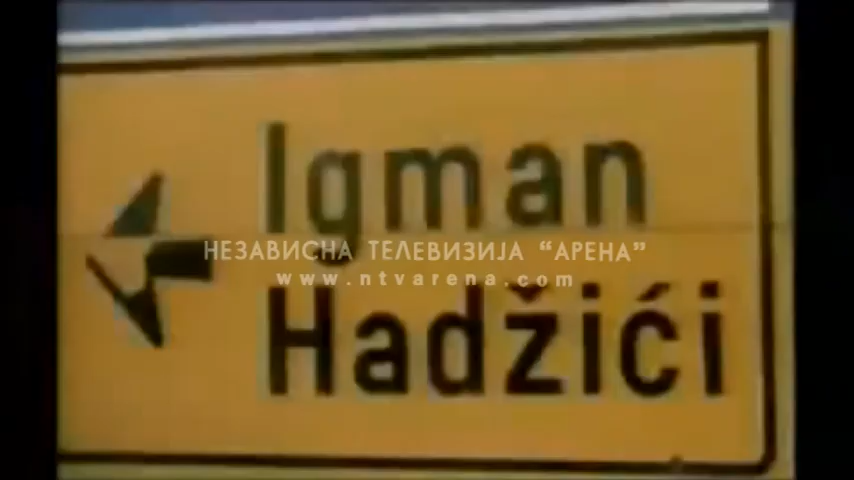 Igman
НЕЗАВИСНА ТЕЛЕВИЗИЈА “АРЕНА”
www.ntvarena.com
Hadžići